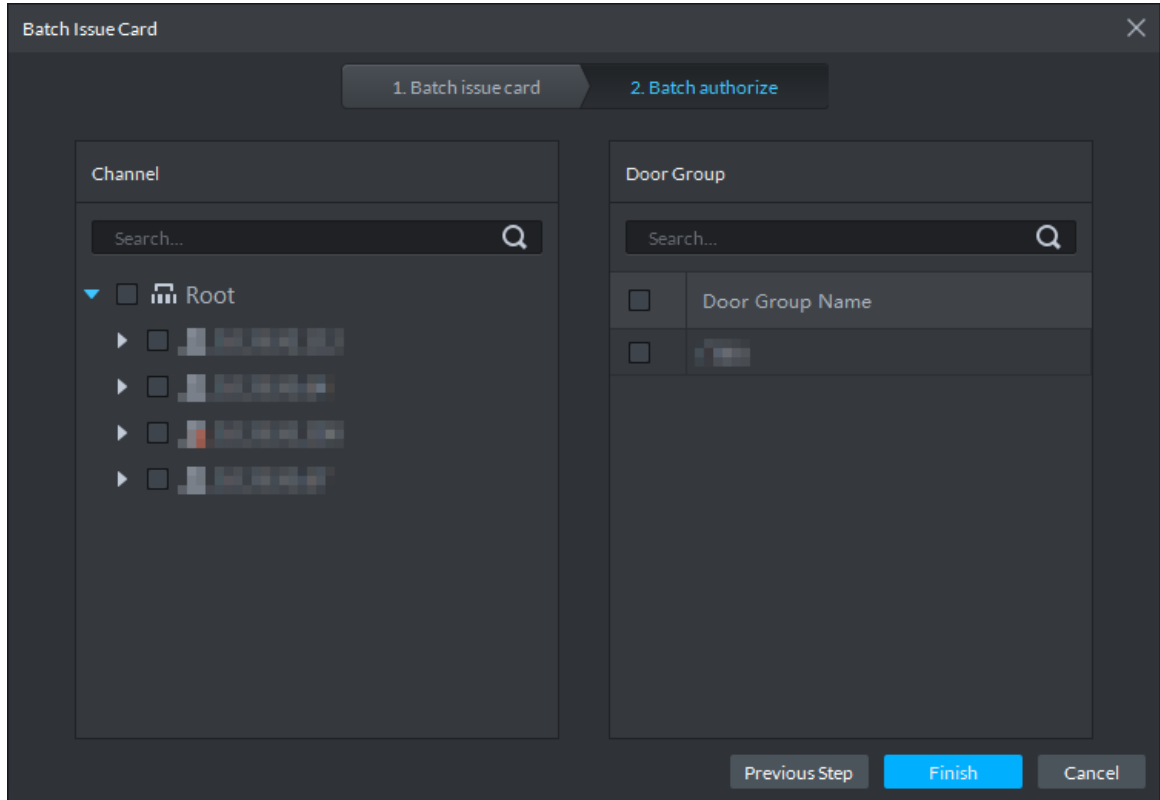 Batch Issue Card
1. Batch issue card
2. Batch authorize
Channel
Search...
Root
Door Group
Search...
Door Group Name
Previous Step
Finish
Cancel